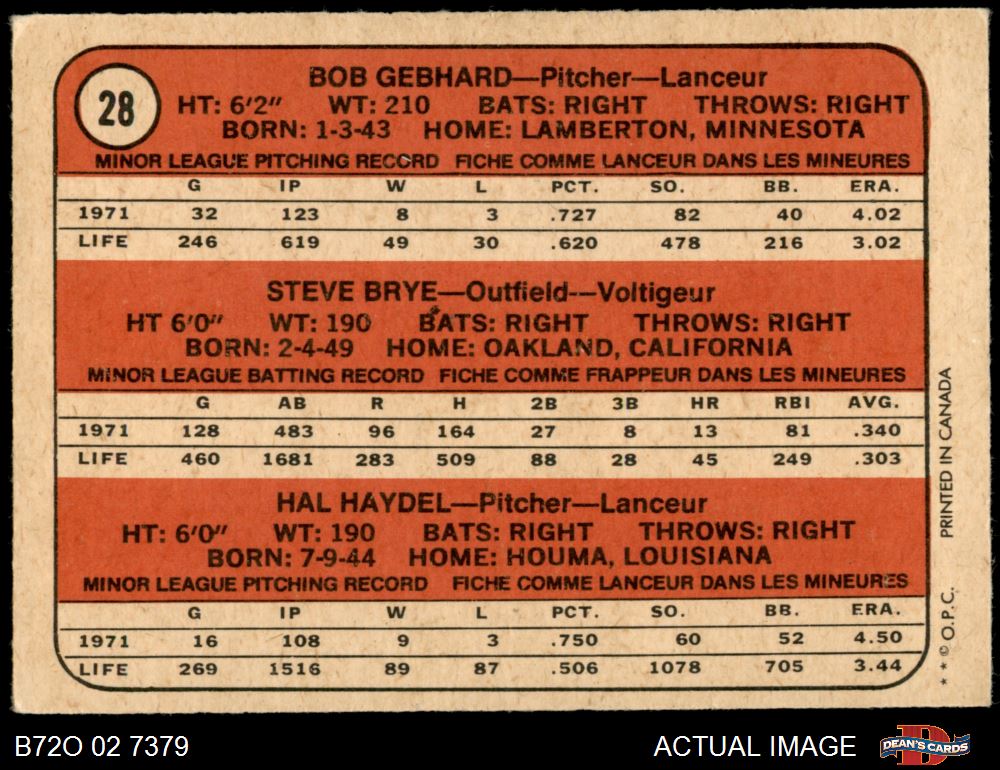 28
BOB GEBHARD—Pitcher—Lanceur
HT: 6'2" WT: 210 BATS: RIGHT THROWS: RIGHT
BORN: 1-3-43 HOME: LAMBERTON, MINNESOTA
MINOR LEAGUE PITCHING RECORD FICHE COMME LANCEUR DANS LES MINEURES
G IP W L PCT. SO. BB. ERA.
1971 32 123 8 3 .727 82 40 4.02
LIFE 246 619 49 30 .620 478 216 3.02
STEVE BRYE—Outfield—Voltigeur
HT 6'0" WT: 190 BATS: RIGHT THROWS: RIGHT
BORN: 2-4-49 HOME: OAKLAND, CALIFORNIA
MINOR LEAGUE BATTING RECORD FICHE COMME FRAPPEUR DANS LES MINEURES
G AB R H 2B 3B HR RBI AVG.
1971 128 483 96 164 27 8 13 81 .340
LIFE 460 1681 283 509 88 28 45 249 .303
HAL HAYDEL—Pitcher—Lanceur
HT: 6'0" WT: 190 BATS: RIGHT THROWS: RIGHT
BORN: 7-9-44 HOME: HOUMA, LOUISIANA
MINOR LEAGUE PITCHING RECORD FICHE COMME LANCEUR DANS LES MINEURES
G IP W L PCT. SO. BB. ERA.
1971 16 108 9 3 .750 60 52 4.50
LIFE 269 1516 89 87 .506 1078 705 3.44
* * © O.P.C. PRINTED IN CANADA
B72O 02 7379 ACTUAL IMAGE D DEAN'S CARDS